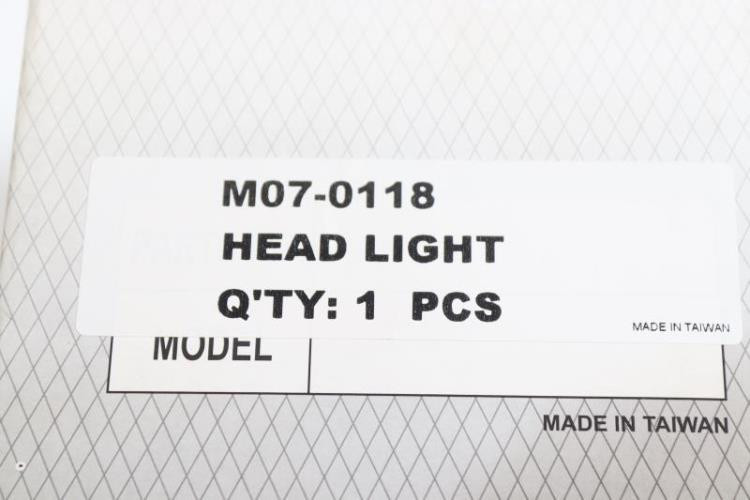 M07-0118
HEAD LIGHT
Q'TY: 1 PCS
MADE IN TAIWAN
MODEL
MADE IN TAIWAN